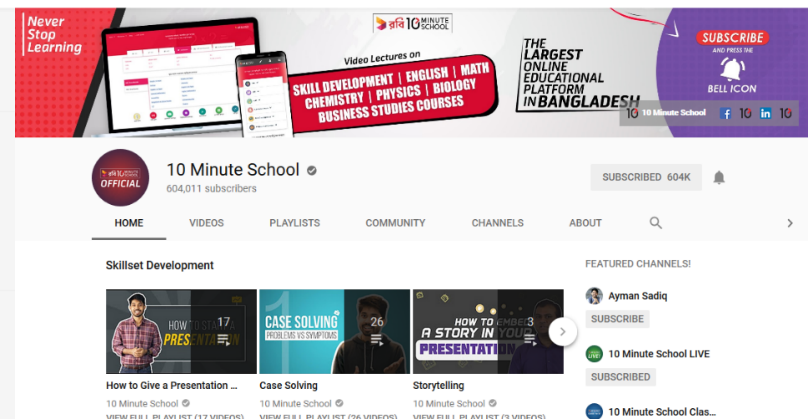 Never
Stop
Learning
রবি 10 MINUTE SCHOOL
Video Lectures on
SKILL DEVELOPMENT | ENGLISH | MATH
CHEMISTRY | PHYSICS | BIOLOGY
BUSINESS STUDIES COURSES
THE
LARGEST
ONLINE
EDUCATIONAL
PLATFORM
IN BANGLADESH
SUBSCRIBE
AND PRESS THE
BELL ICON
10 10 Minute School f 10 in 10
OFFICIAL
10 Minute School
604,011 subscribers
SUBSCRIBED 604K
HOME VIDEOS PLAYLISTS COMMUNITY CHANNELS ABOUT
Skillset Development
FEATURED CHANNELS!
HOW TO START A
PRESENTATION
17
CASE SOLVING
PROBLEMS VS SYMPTOMS
26
HOW TO EMBED
A STORY IN YOUR
PRESENTATION
3
How to Give a Presentation ...
10 Minute School
VIEW FULL PLAYLIST (17 VIDEOS)
Case Solving
10 Minute School
VIEW FULL PLAYLIST (26 VIDEOS)
Storytelling
10 Minute School
VIEW FULL PLAYLIST (3 VIDEOS)
Ayman Sadiq
SUBSCRIBE
10 Minute School LIVE
SUBSCRIBED
10 Minute School Clas...